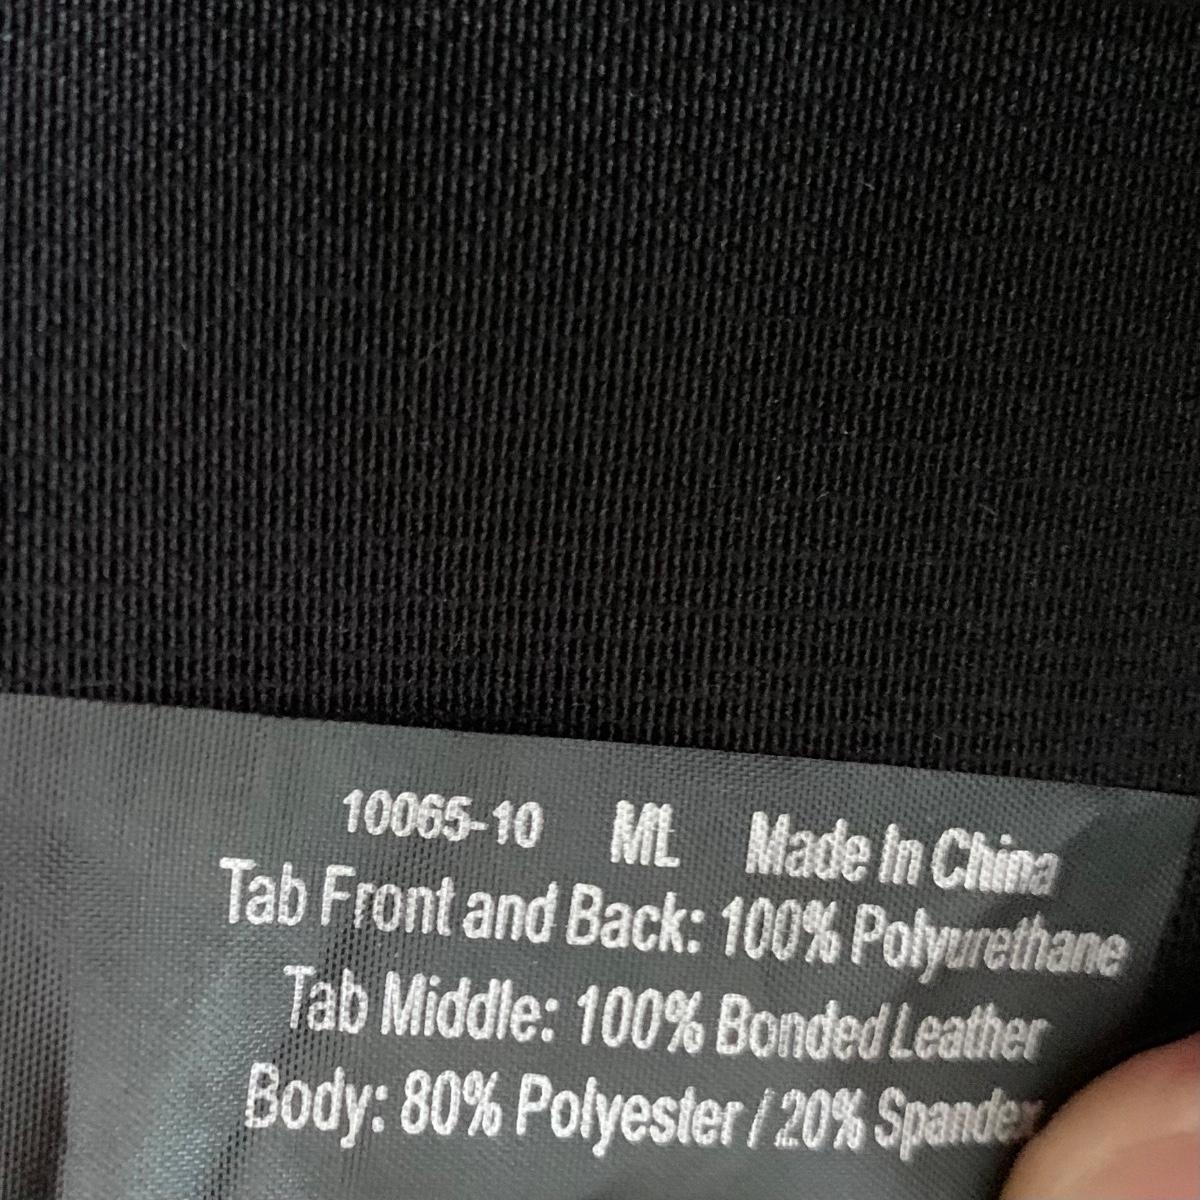 10065-10 ML Made In China
Tab Front and Back: 100% Polyurethane
Tab Middle: 100% Bonded Leather
Body: 80% Polyester / 20% Spandex